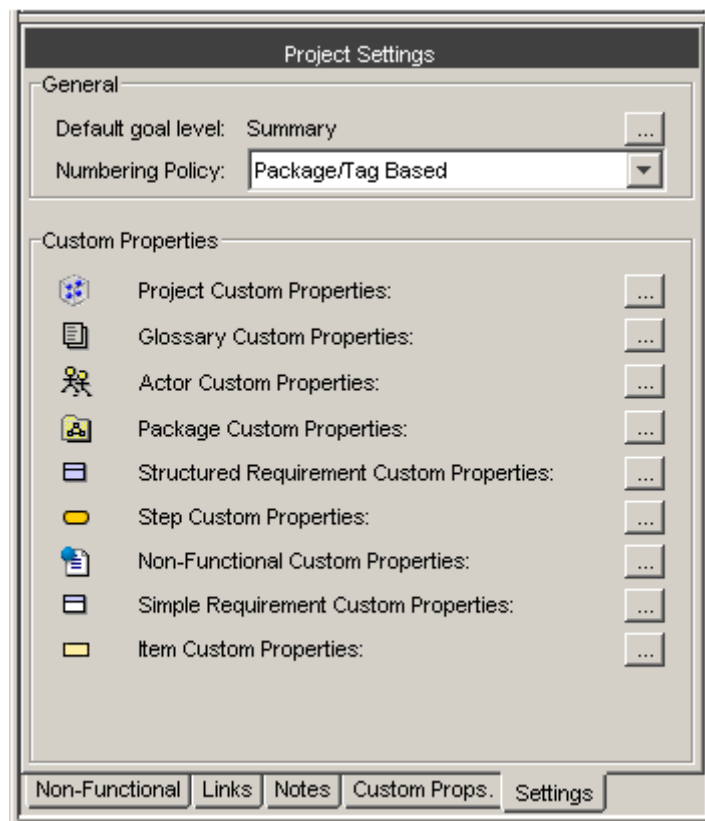 Project Settings
General
Default goal level: Summary ...
Numbering Policy: Package/Tag Based
Custom Properties
Project Custom Properties: ...
Glossary Custom Properties: ...
Actor Custom Properties: ...
Package Custom Properties: ...
Structured Requirement Custom Properties: ...
Step Custom Properties: ...
Non-Functional Custom Properties: ...
Simple Requirement Custom Properties: ...
Item Custom Properties: ...
Non-Functional Links Notes Custom Props. Settings